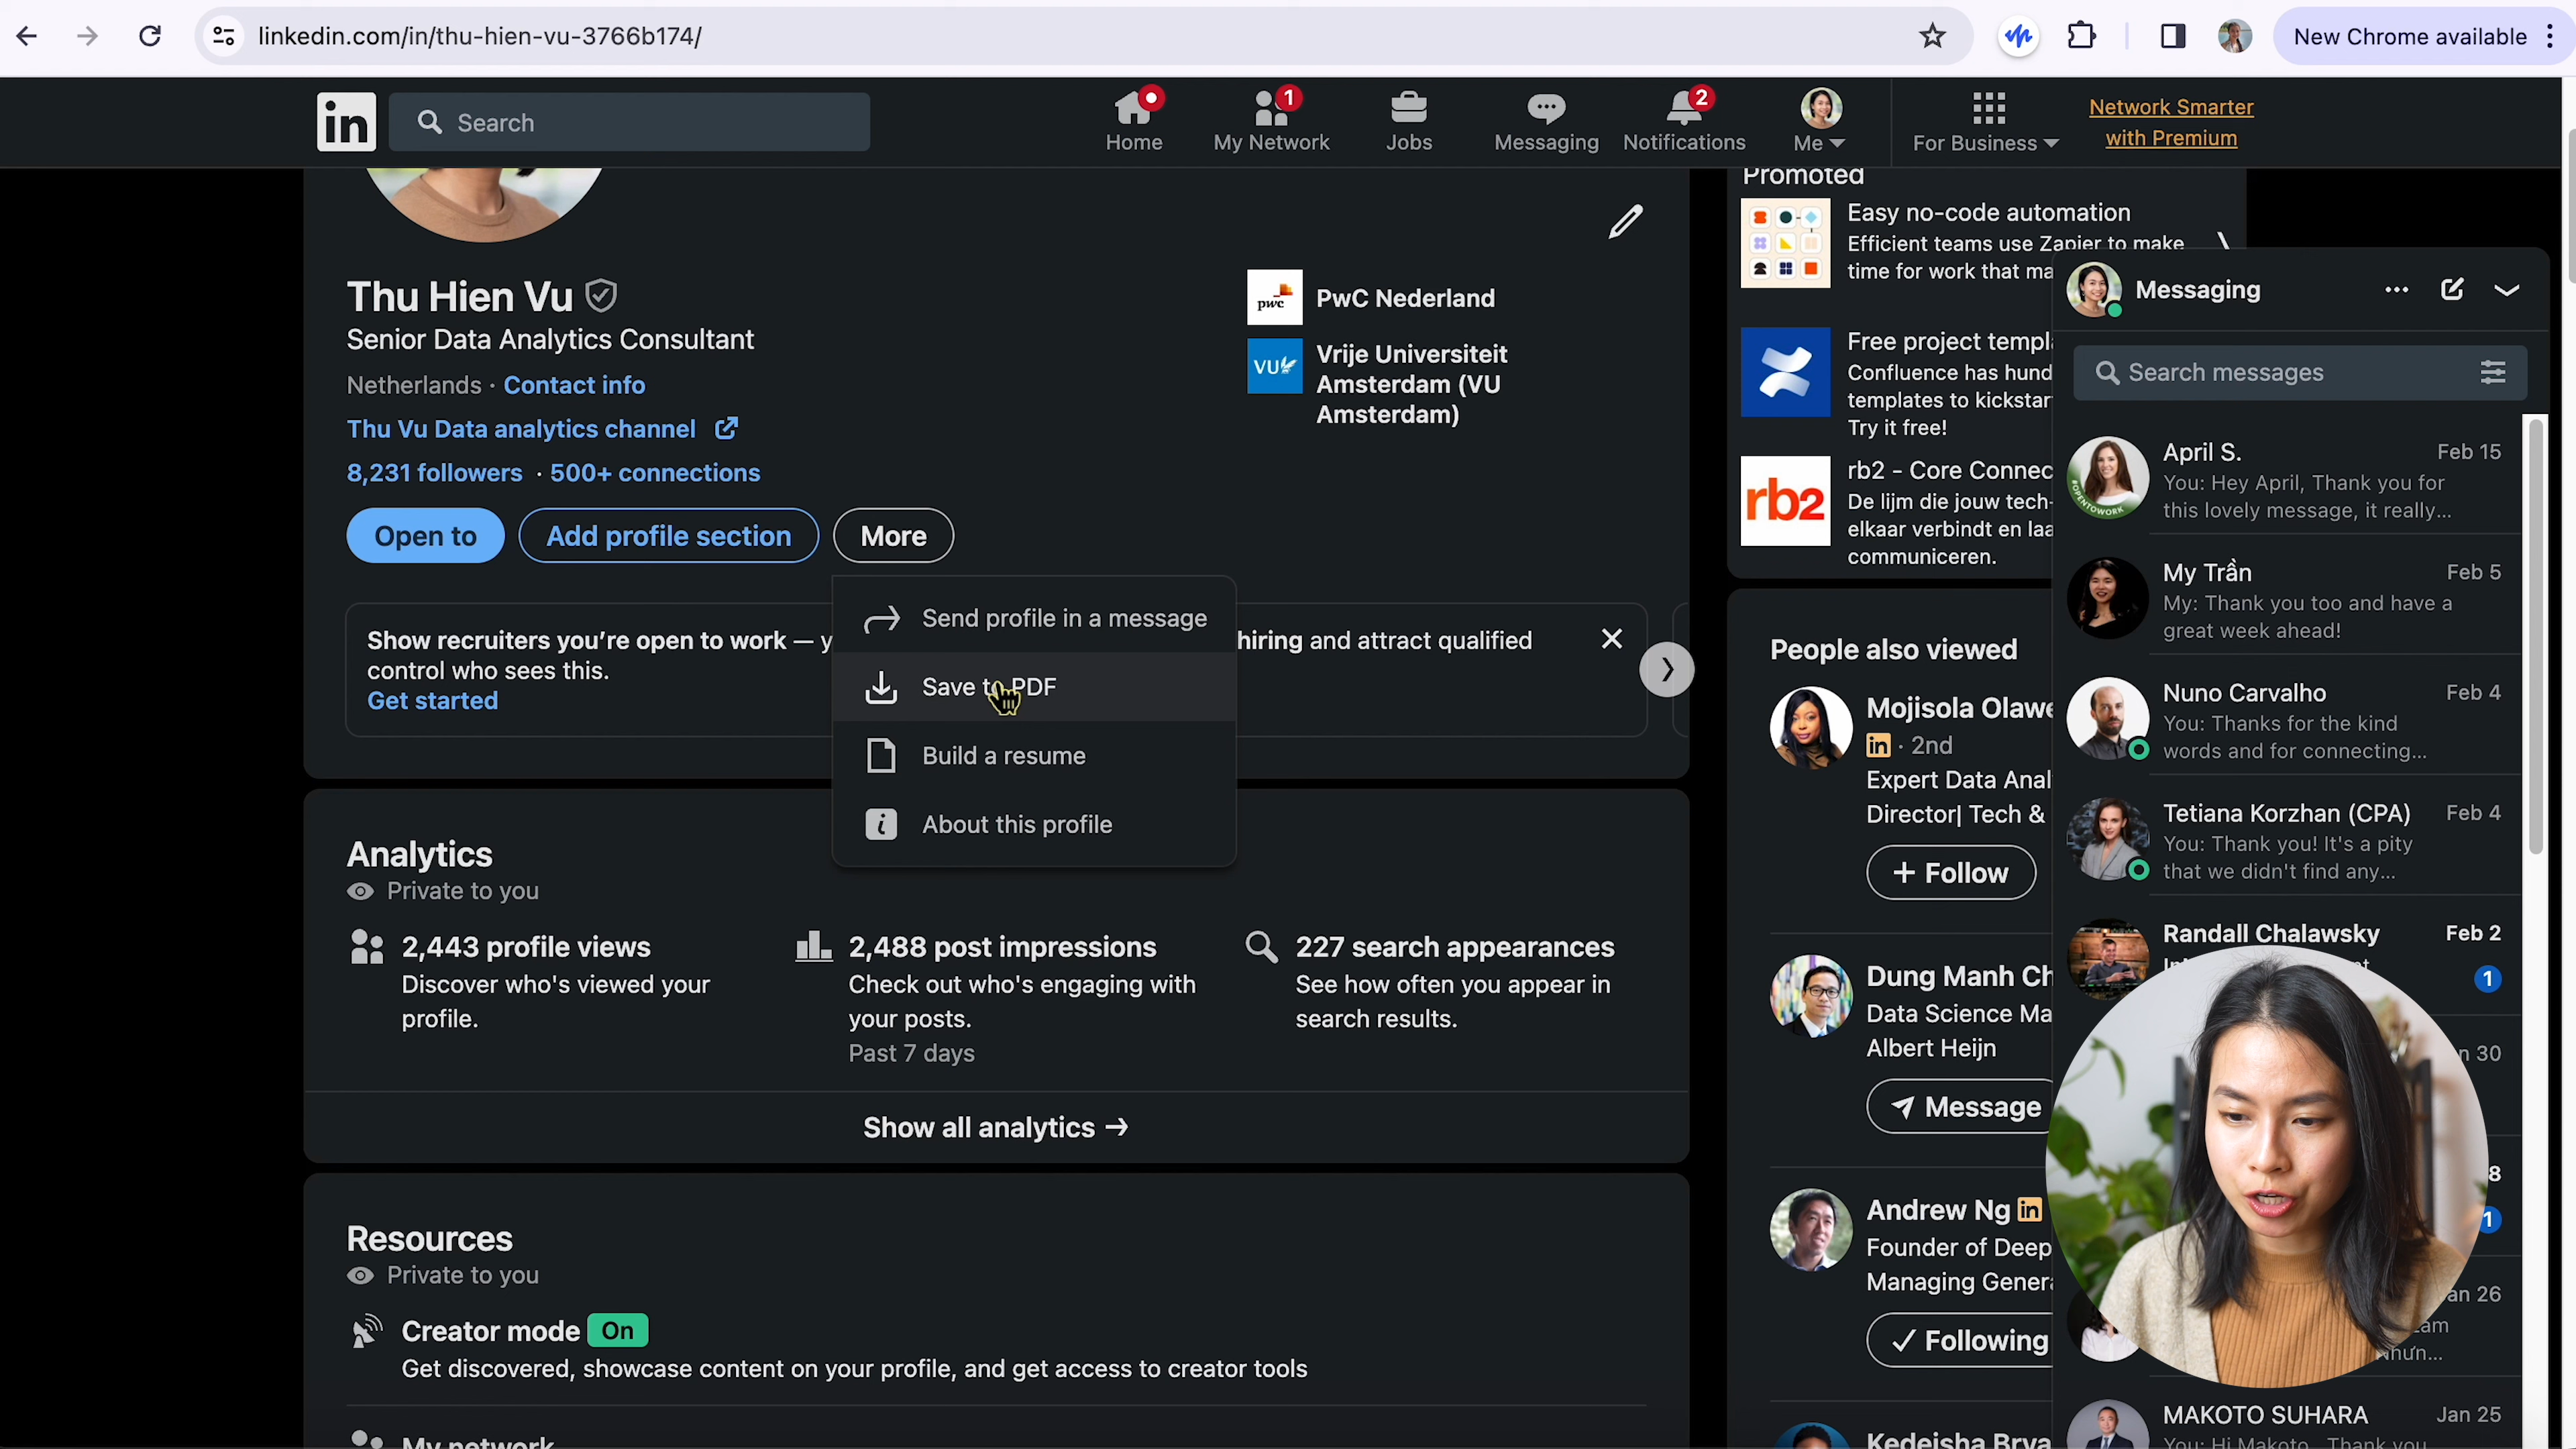 linkedin.com/in/thu-hien-vu-3766b174/
New Chrome available
in
Search
Home
1
My Network
Jobs
Messaging
2
Notifications
Me
For Business
Network Smarter
with Premium
Thu Hien Vu
Senior Data Analytics Consultant
Netherlands · Contact info
Thu Vu Data analytics channel
8,231 followers · 500+ connections
Open to
Add profile section
More
pwc
PwC Nederland
VU
Vrije Universiteit
Amsterdam (VU
Amsterdam)
Send profile in a message
Save to PDF
Build a resume
About this profile
Show recruiters you're open to work — y
control who sees this.
Get started
hiring and attract qualified
Analytics
Private to you
2,443 profile views
Discover who's viewed your
profile.
2,488 post impressions
Check out who's engaging with
your posts.
Past 7 days
227 search appearances
See how often you appear in
search results.
Show all analytics →
Resources
Private to you
Creator mode On
Get discovered, showcase content on your profile, and get access to creator tools
My network
Promoted
Easy no-code automation
Efficient teams use Zapier to make
time for work that ma
Free project templ
Confluence has hund
templates to kickstar
Try it free!
rb2
rb2 - Core Connec
De lijm die jouw tech-
elkaar verbindt en laa
communiceren.
People also viewed
Mojisola Olawe
in · 2nd
Expert Data Anal
Director| Tech &
+ Follow
Dung Manh Ch
Data Science Ma
Albert Heijn
Message
Andrew Ng in
Founder of Deep
Managing Genera
Following
Kedeisha Brya
Messaging
Search messages
#OPENTOWORK
April S. Feb 15
You: Hey April, Thank you for
this lovely message, it really...
My Trần Feb 5
My: Thank you too and have a
great week ahead!
Nuno Carvalho Feb 4
You: Thanks for the kind
words and for connecting...
Tetiana Korzhan (CPA) Feb 4
You: Thank you! It's a pity
that we didn't find any...
Randall Chalawsky Feb 2
1
n 30
8
1
an 26
am
Nhưn...
MAKOTO SUHARA Jan 25
You: Hi Makoto, Thank you